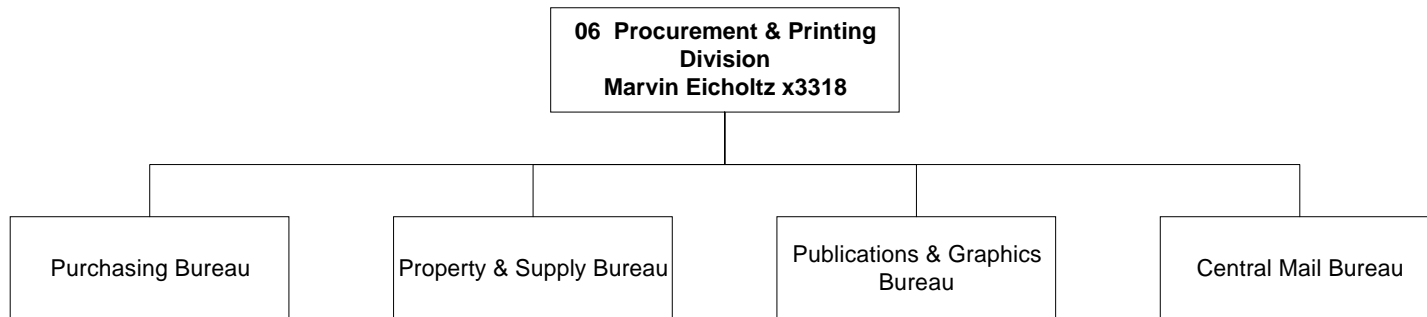 06 Procurement & Printing
Division
Marvin Eicholtz x3318
Purchasing Bureau
Property & Supply Bureau
Publications & Graphics
Bureau
Central Mail Bureau